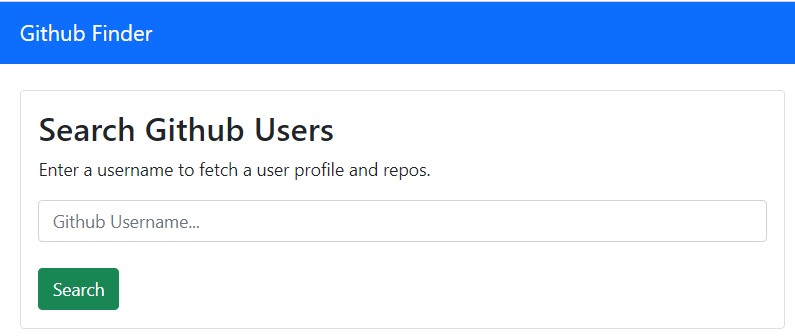 Github Finder
Search Github Users
Enter a username to fetch a user profile and repos.
Github Username...
Search